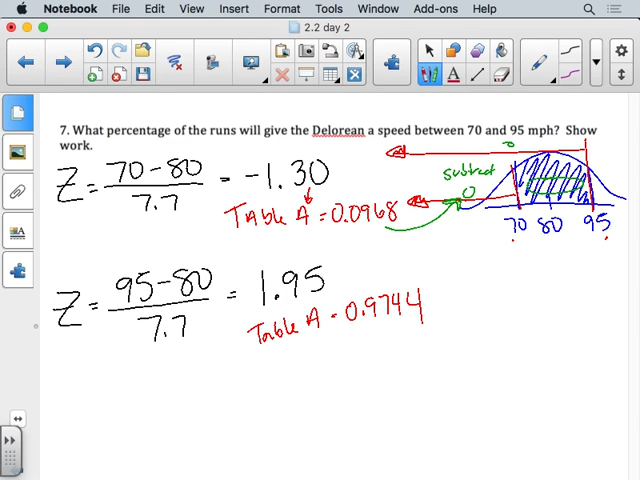 Notebook File Edit View Insert Format Tools Window Add-ons Help
2.2 day 2
7. What percentage of the runs will give the Delorean a speed between 70 and 95 mph? Show
work.
Z = 70-80 / 7.7 = -1.30
Table A = 0.0968
subtract
70 80 95
Z = 95-80 / 7.7 = 1.95
Table A = 0.9744